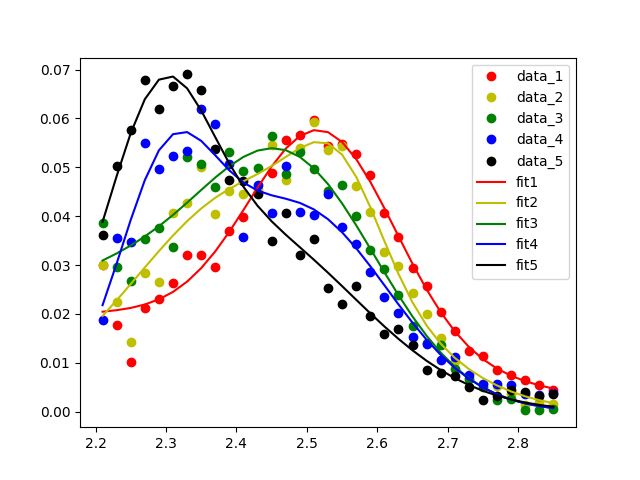 0.07
0.06
0.05
0.04
0.03
0.02
0.01
0.00
2.2 2.3 2.4 2.5 2.6 2.7 2.8
data_1
data_2
data_3
data_4
data_5
fit1
fit2
fit3
fit4
fit5